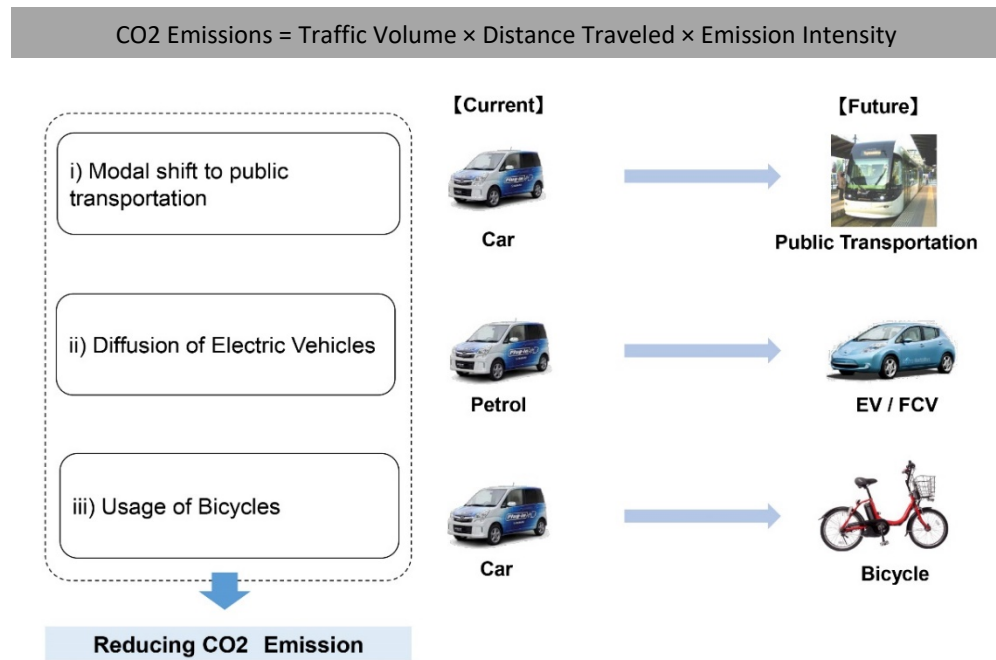 CO2 Emissions = Traffic Volume × Distance Traveled × Emission Intensity
【Current】
【Future】
i) Modal shift to public
transportation
Car
Public Transportation
ii) Diffusion of Electric Vehicles
Petrol
EV / FCV
iii) Usage of Bicycles
Car
Bicycle
Reducing CO2 Emission